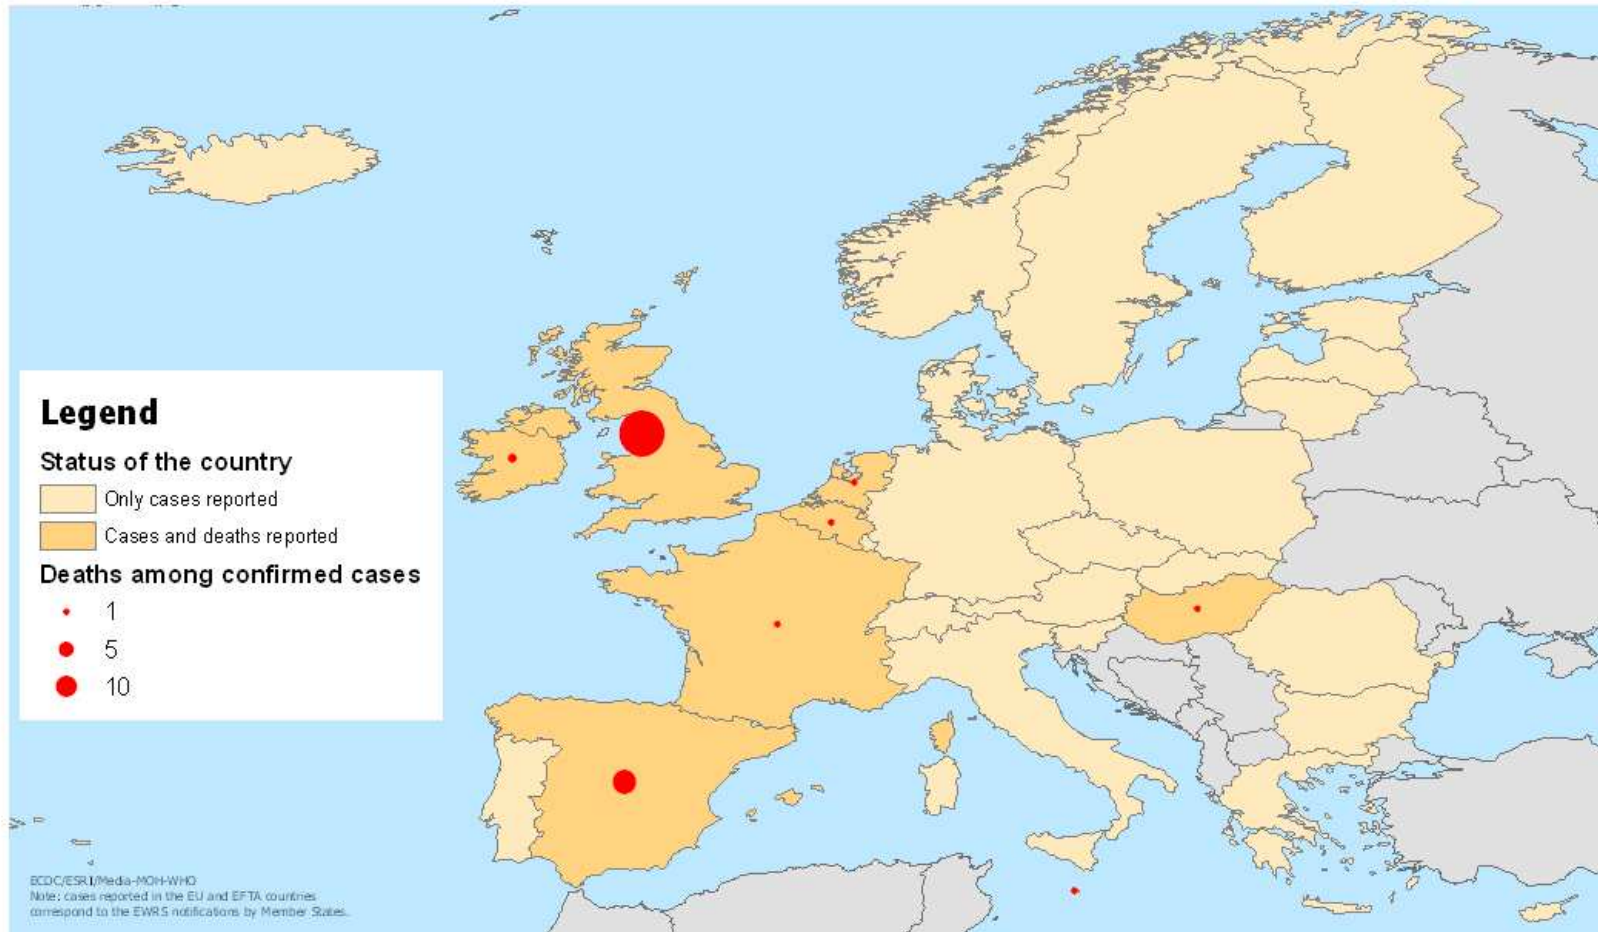 Legend
Status of the country
Only cases reported
Cases and deaths reported
Deaths among confirmed cases
1
5
10
ECDC/ESRI/Media-MOH-WHO
Note: cases reported in the EU and EFTA countries
correspond to the EWRS notifications by Member States.